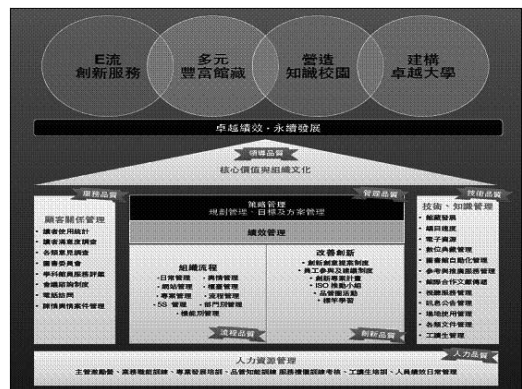 E流
創新服務
多元
豐富館藏
營造
知識校園
建構
卓越大學
卓越績效・永續發展
領導品質
核心價值與組織文化
服務品質
顧客關係管理
• 讀者使用統計
• 讀者滿意度調查
• 各類意見調查
• 圖書委員會
• 學科館員服務評鑑
• 會議諮詢制度
• 電話訪問
• 陳情輿情案件管理
管理品質
策略管理
規劃管理、目標及方案管理
績效管理
組織流程
•日常管理 •輿情管理
•網站管理 •檯臺管理
•專案管理 •流程管理
•5S 管理 •部門別管理
•機能別管理
流程品質
改善創新
•創新創意提案制度
•員工參與及建議制度
•創新專案計畫
•ISO 推動小組
•品管圈活動
•標竿學習
創新品質
技術品質
技術、知識管理
• 館藏發展
• 編目進度
• 電子資源
• 數位典藏管理
• 圖書館自動化管理
• 參考與推廣服務管理
• 館際合作文獻傳遞
• 視聽服務管理
• 訊息公告管理
• 場地使用管理
• 各類文件管理
• 工讀生管理
人力品質
人力資源管理
主管激勵營、業務職能訓練、專業發展培訓、品管知能訓練 服務禮儀訓練考核、工讀生培訓、人員績效日常管理